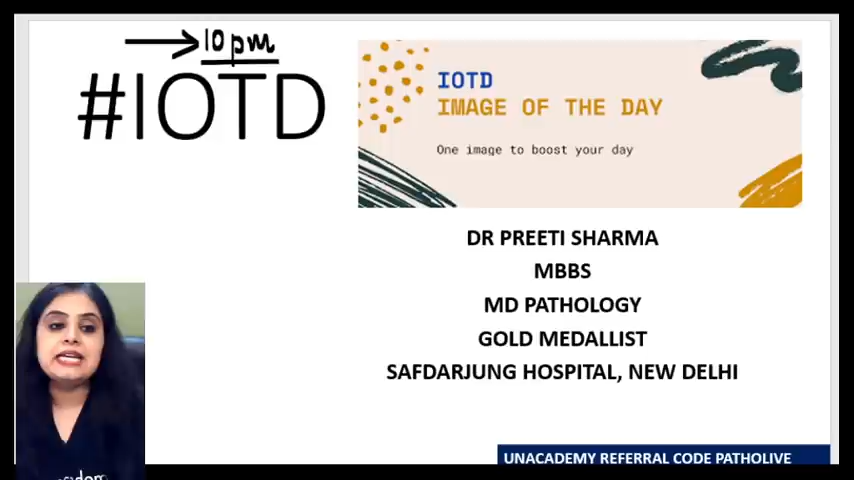 10pm
#IOTD
IOTD
IMAGE OF THE DAY
One image to boost your day
DR PREETI SHARMA
MBBS
MD PATHOLOGY
GOLD MEDALLIST
SAFDARJUNG HOSPITAL, NEW DELHI
UNACADEMY REFERRAL CODE PATHOLIVE